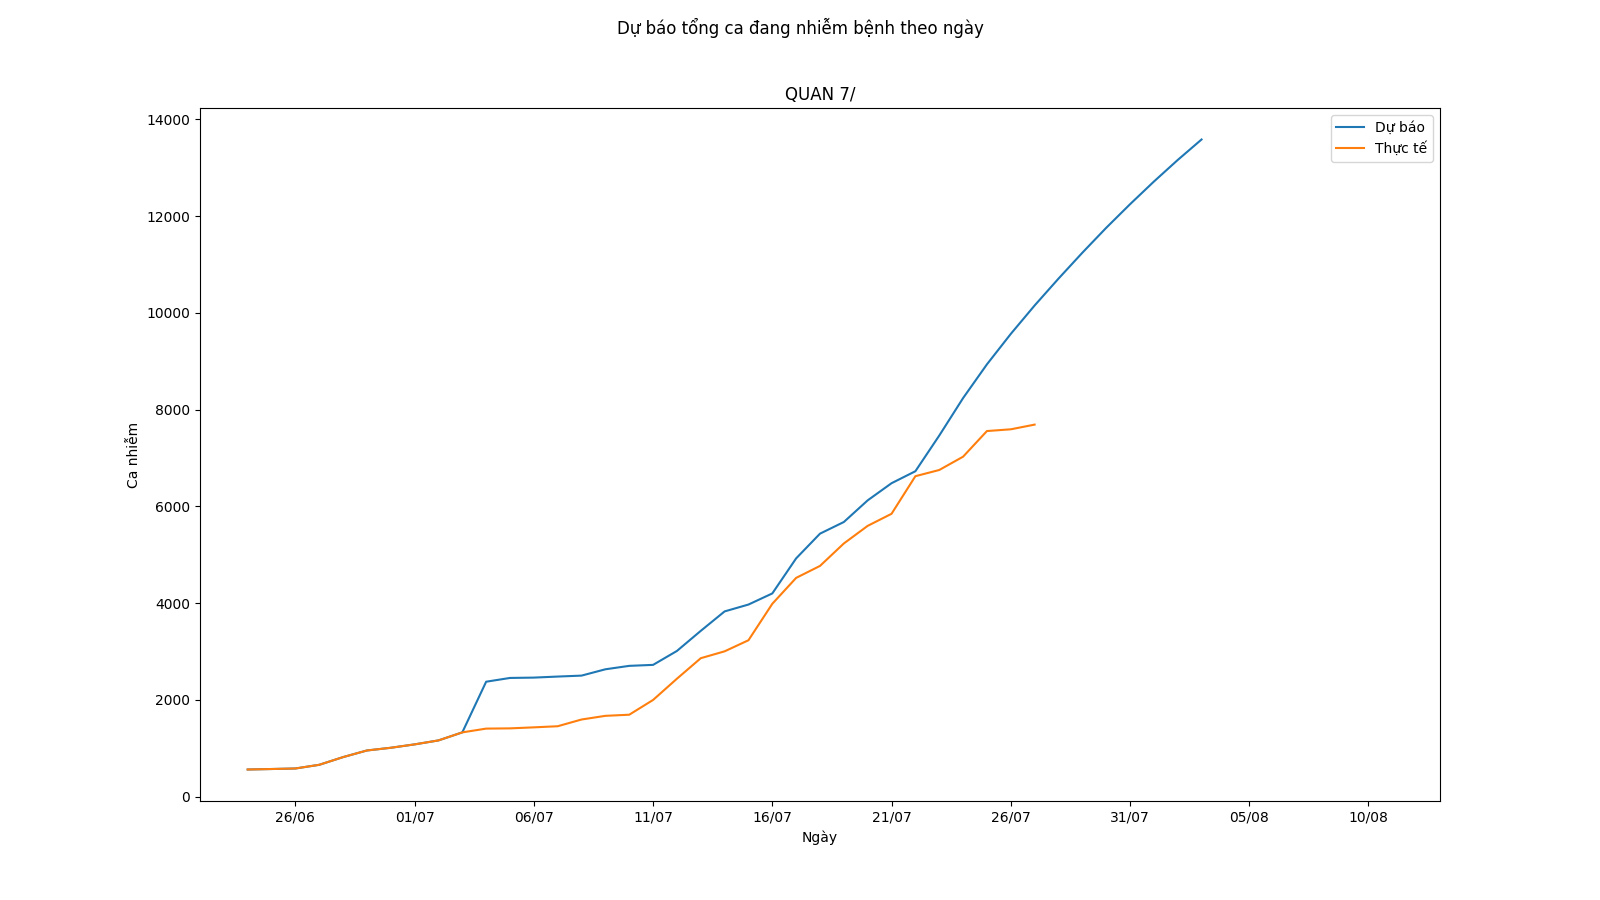 Dự báo tổng ca đang nhiễm bệnh theo ngày
QUAN 7/
Dự báo
Thực tế
14000
12000
10000
8000
6000
4000
2000
0
Ca nhiễm
26/06 01/07 06/07 11/07 16/07 21/07 26/07 31/07 05/08 10/08
Ngày